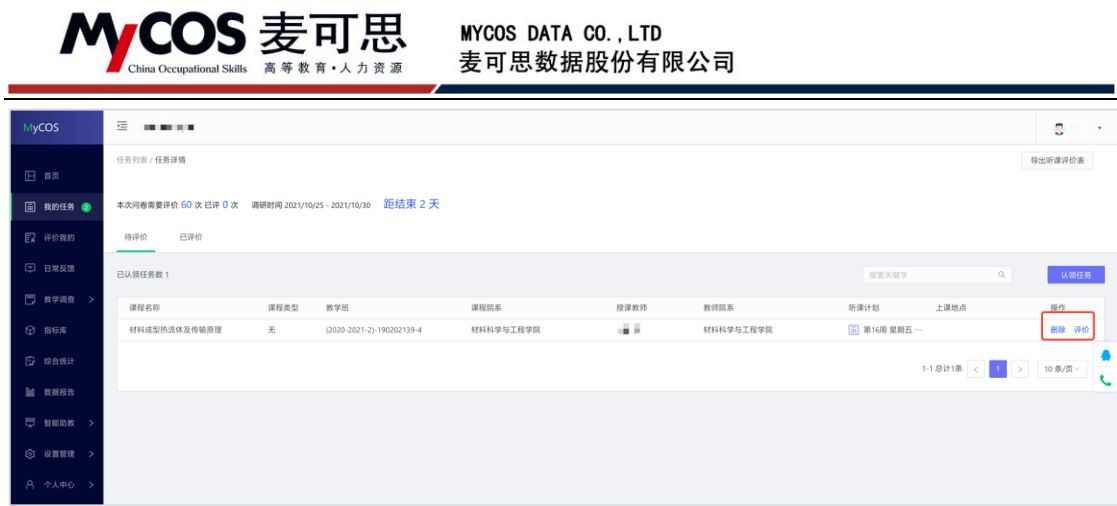 MyCOS 麦可思
China Occupational Skills 高等教育·人力资源
MYCOS DATA CO.,LTD
麦可思数据股份有限公司
MyCOS
任务列表 / 任务详情
导出听课评价表
首页
我的任务 2
评价我的
日常反馈
教学调查
指标库
综合统计
数据报告
智能助教
设置管理
个人中心
本次问卷需要评价 60 次 已评 0 次 调研时间 2021/10/25 - 2021/10/30 距结束 2 天
待评价 已评价
已认领任务数 1
搜索关键字
认领任务
课程名称 课程类型 教学班 课程院系 授课教师 教师院系 听课计划 上课地点 操作
材料成型热流体及传输原理 无 (2020-2021-2)-190202139-4 材料科学与工程学院 材料科学与工程学院 第16周 星期五 ··· 删除 评价
1-1 总计1条 < 1 > 10 条/页